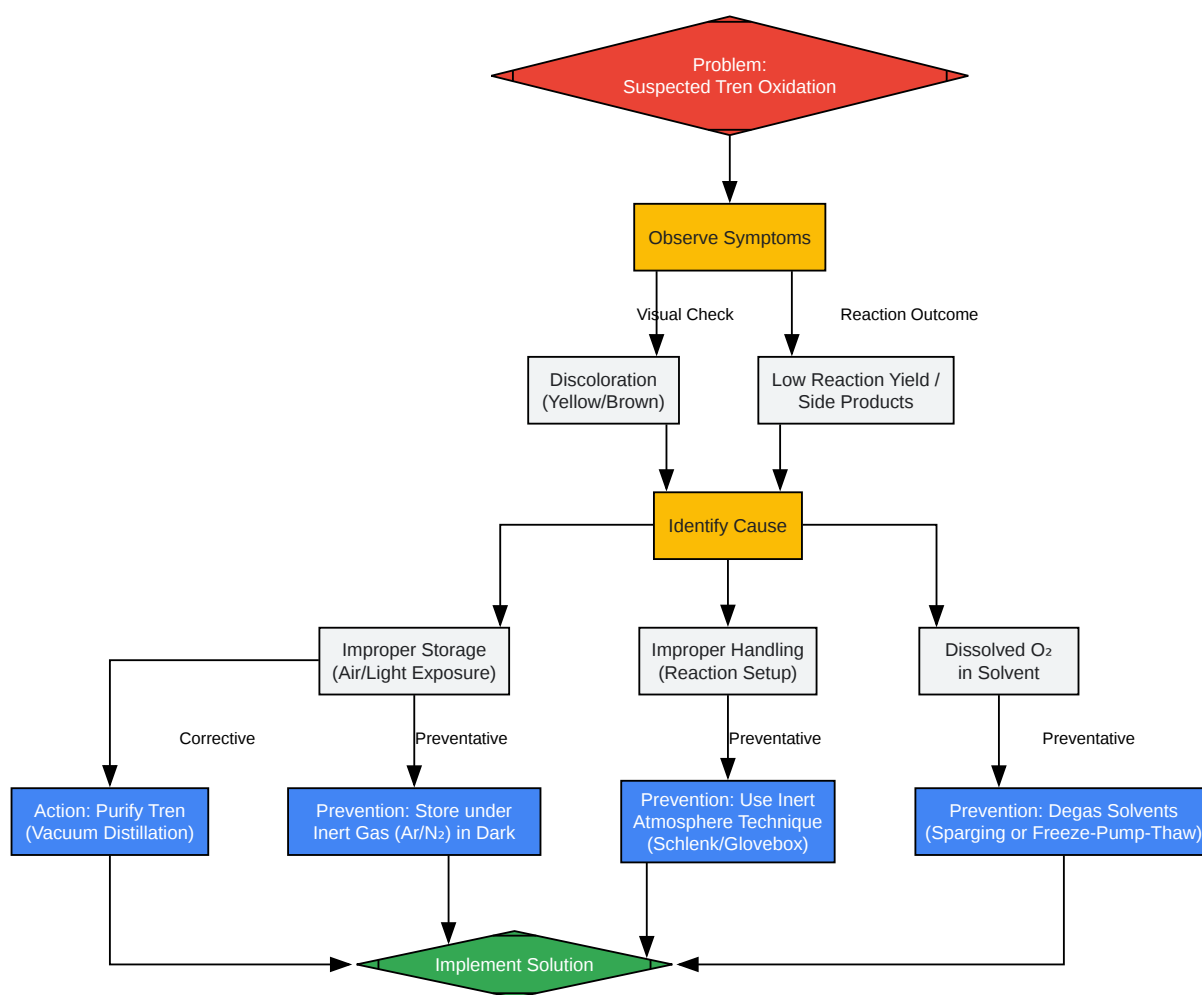 Problem:
Suspected Tren Oxidation
Observe Symptoms
Visual Check
Reaction Outcome
Discoloration
(Yellow/Brown)
Low Reaction Yield /
Side Products
Identify Cause
Improper Storage
(Air/Light Exposure)
Improper Handling
(Reaction Setup)
Dissolved O₂
in Solvent
Corrective
Preventative
Preventative
Preventative
Action: Purify Tren
(Vacuum Distillation)
Prevention: Store under
Inert Gas (Ar/N₂) in Dark
Prevention: Use Inert
Atmosphere Technique
(Schlenk/Glovebox)
Prevention: Degas Solvents
(Sparging or Freeze-Pump-Thaw)
Implement Solution